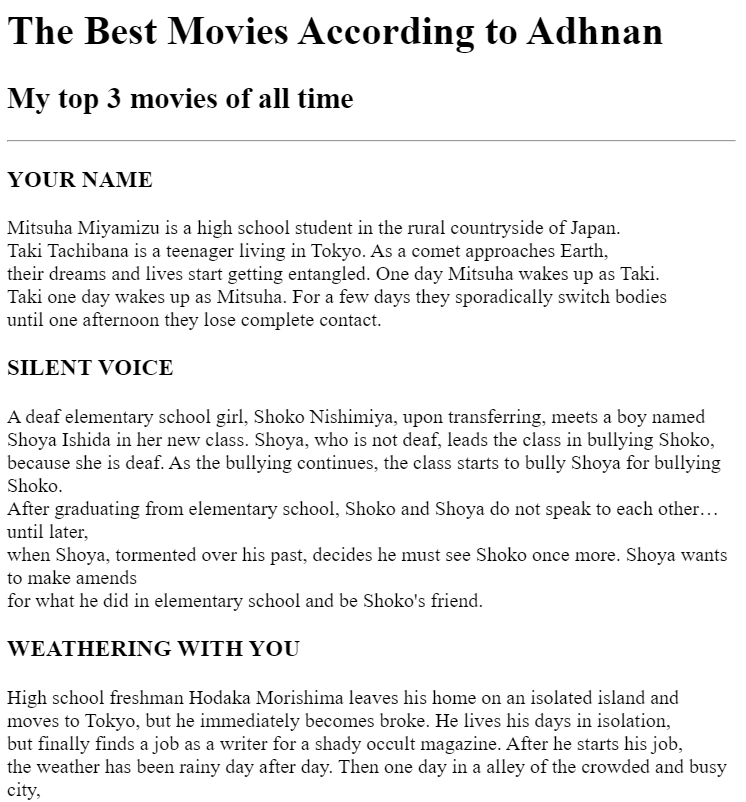 The Best Movies According to Adhnan
My top 3 movies of all time
YOUR NAME
Mitsuha Miyamizu is a high school student in the rural countryside of Japan.
Taki Tachibana is a teenager living in Tokyo. As a comet approaches Earth,
their dreams and lives start getting entangled. One day Mitsuha wakes up as Taki.
Taki one day wakes up as Mitsuha. For a few days they sporadically switch bodies
until one afternoon they lose complete contact.
SILENT VOICE
A deaf elementary school girl, Shoko Nishimiya, upon transferring, meets a boy named
Shoya Ishida in her new class. Shoya, who is not deaf, leads the class in bullying Shoko,
because she is deaf. As the bullying continues, the class starts to bully Shoya for bullying
Shoko.
After graduating from elementary school, Shoko and Shoya do not speak to each other…
until later,
when Shoya, tormented over his past, decides he must see Shoko once more. Shoya wants
to make amends
for what he did in elementary school and be Shoko's friend.
WEATHERING WITH YOU
High school freshman Hodaka Morishima leaves his home on an isolated island and
moves to Tokyo, but he immediately becomes broke. He lives his days in isolation,
but finally finds a job as a writer for a shady occult magazine. After he starts his job,
the weather has been rainy day after day. Then one day in a alley of the crowded and busy
city,